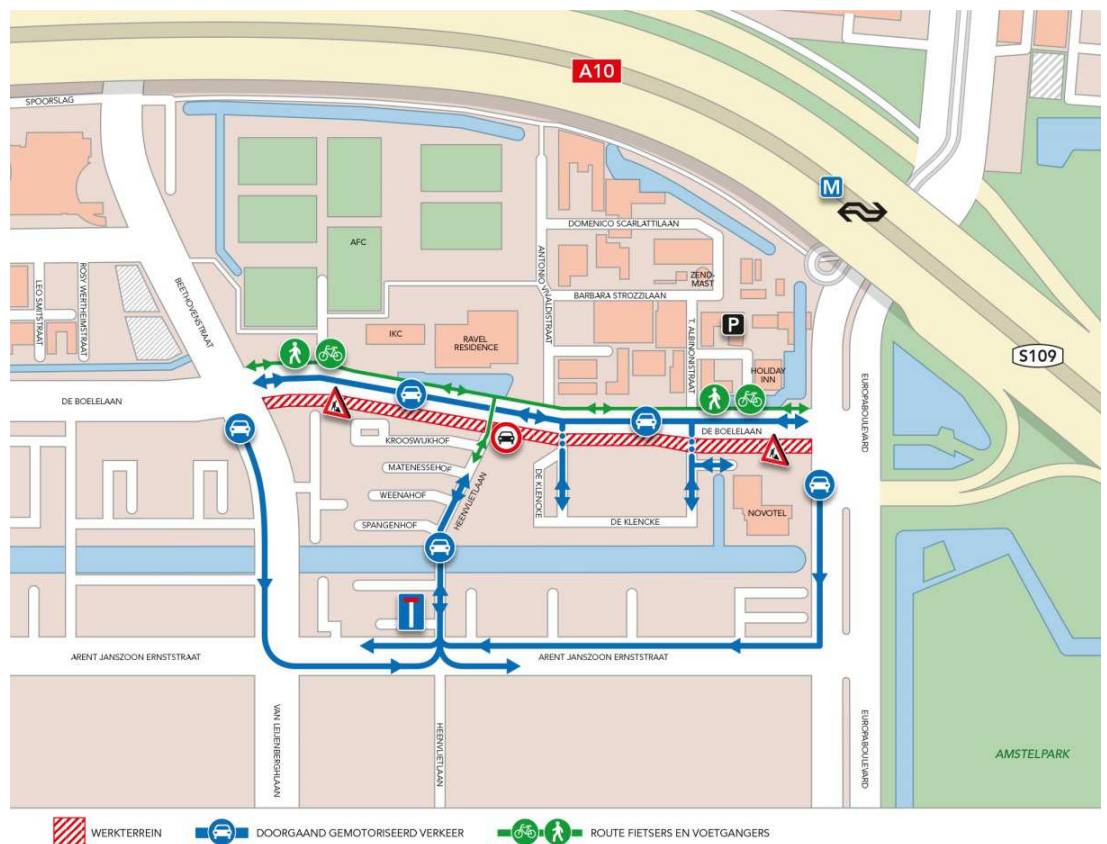 A10
SPOORSLAG
M
DOMENICO SCARLATTILAAN
AFC
ANTONIO VIVALDISTRAAT
ZEND-
MAST
LEO SMITSTRAAT
ROSY WERTHEIMSTRAAT
BEETHOVENSTRAAT
BARBARA STROZZILAAN
IKC
RAVEL
RESIDENCE
P
T. ALBINONISTRAAT
S109
HOLIDAY
INN
EUROPABOULEVARD
DE BOELELAAN
DE BOELELAAN
KROOSWIJKHOF
MATENESSEHOF
WEENAHOF
SPANGENHOF
HEENVLIETLAAN
DE KLENCKE
DE KLENCKE
NOVOTEL
ARENT JANSZOON ERNSTSTRAAT
ARENT JANSZOON ERNSTSTRAAT
VAN LEIJENBERGHLAAN
HEENVLIETLAAN
EUROPABOULEVARD
AMSTELPARK
WERKTERREIN
DOORGAAND GEMOTORISEERD VERKEER
ROUTE FIETSERS EN VOETGANGERS